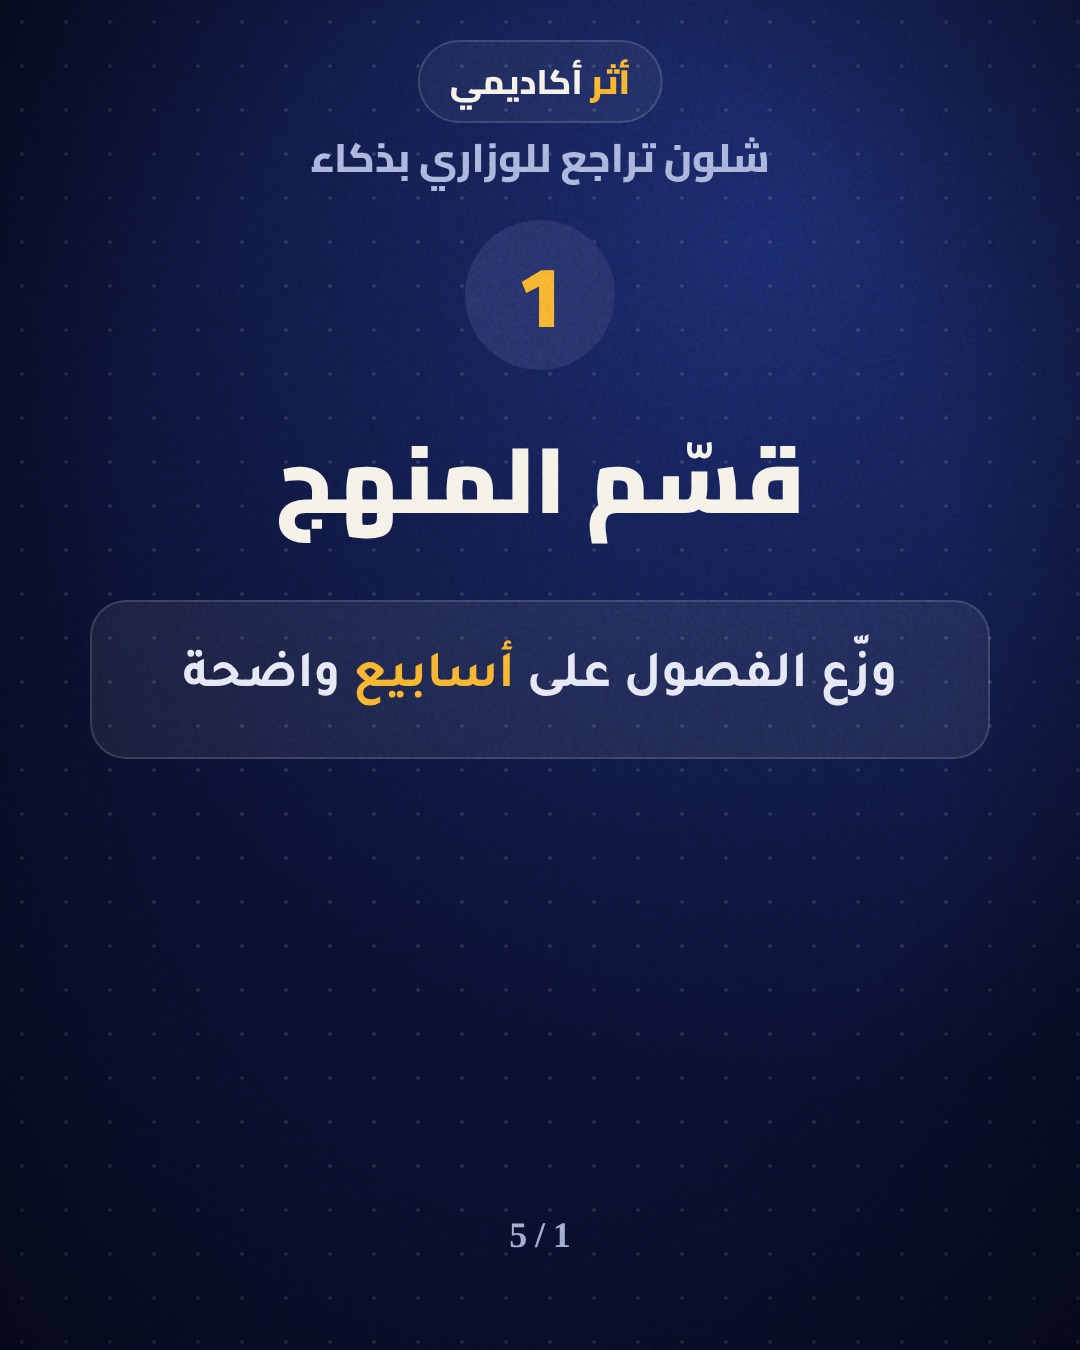 أثر أكاديمي
شلون تراجع للوزاري بذكاء
1
قسّم المنهج
وزّع الفصول على أسابيع واضحة
5 / 1